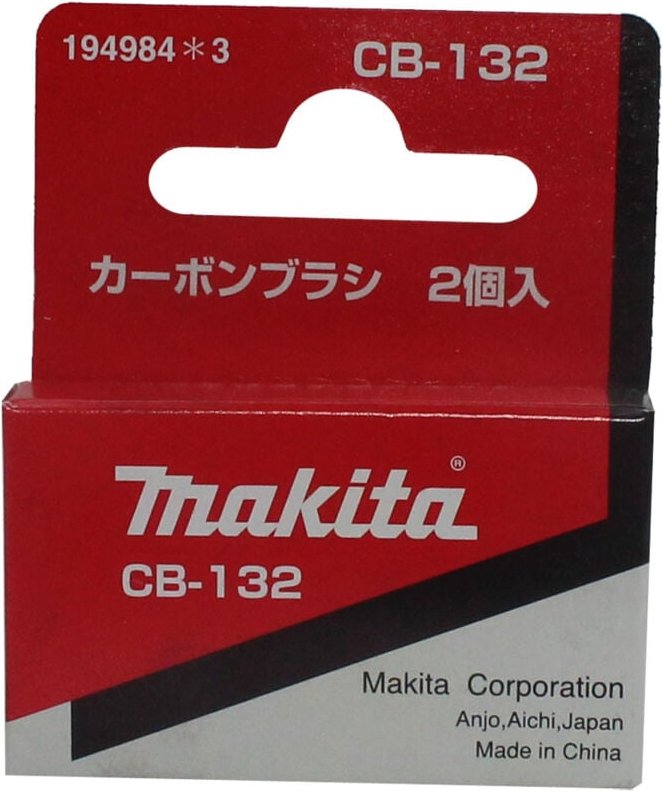 194984＊3
CB-132
カーボンブラシ 2個入
makita®
CB-132
Makita Corporation
Anjo,Aichi,Japan
Made in China